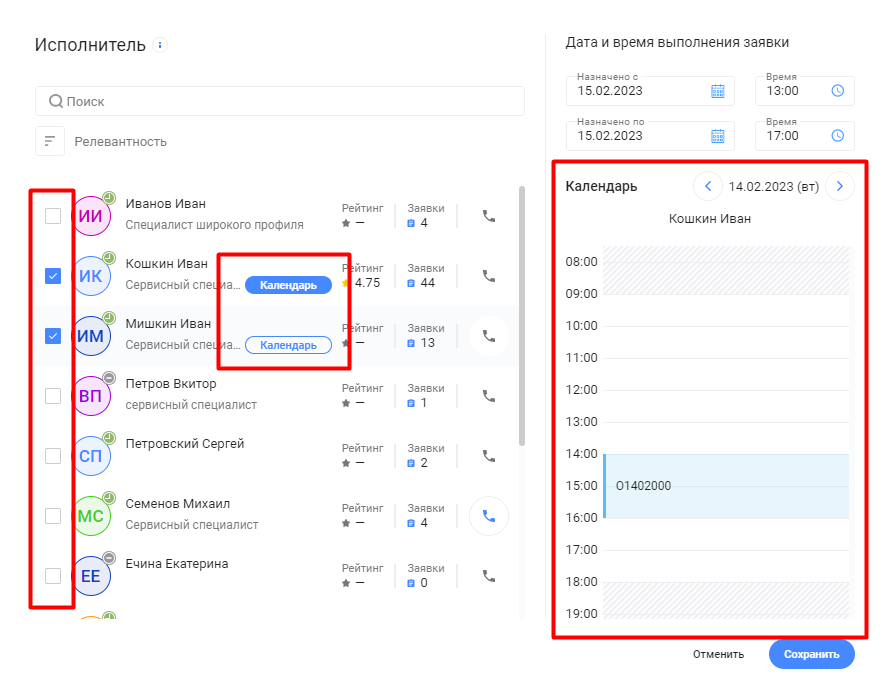 Исполнитель i
Поиск
Релевантность
ИИ
Иванов Иван
Специалист широкого профиля
Рейтинг
—
Заявки
4
ИК
Кошкин Иван
Сервисный специа...
Календарь
Рейтинг
4.75
Заявки
44
ИМ
Мишкин Иван
Сервисный специа...
Календарь
Рейтинг
—
Заявки
13
ВП
Петров Вкитор
сервисный специалист
Рейтинг
—
Заявки
1
СП
Петровский Сергей
Рейтинг
—
Заявки
2
МС
Семенов Михаил
Сервисный специалист
Рейтинг
—
Заявки
4
ЕЕ
Ечина Екатерина
Рейтинг
—
Заявки
0
Дата и время выполнения заявки
Назначено с
15.02.2023
Время
13:00
Назначено по
15.02.2023
Время
17:00
Календарь
14.02.2023 (вт)
Кошкин Иван
08:00
09:00
10:00
11:00
12:00
13:00
14:00
15:00 O1402000
16:00
17:00
18:00
19:00
Отменить
Сохранить